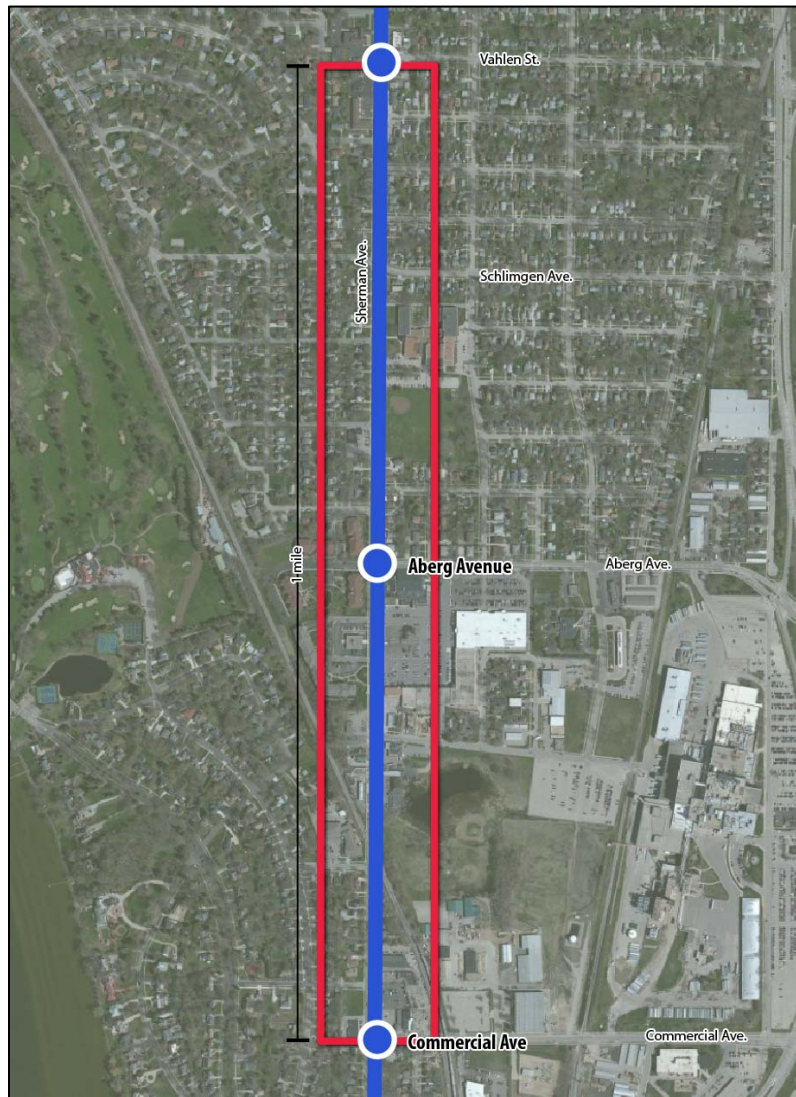 Vahlen St.
Sherman Ave.
Schlimgen Ave.
1 mile
Aberg Avenue
Aberg Ave.
Commercial Ave
Commercial Ave.